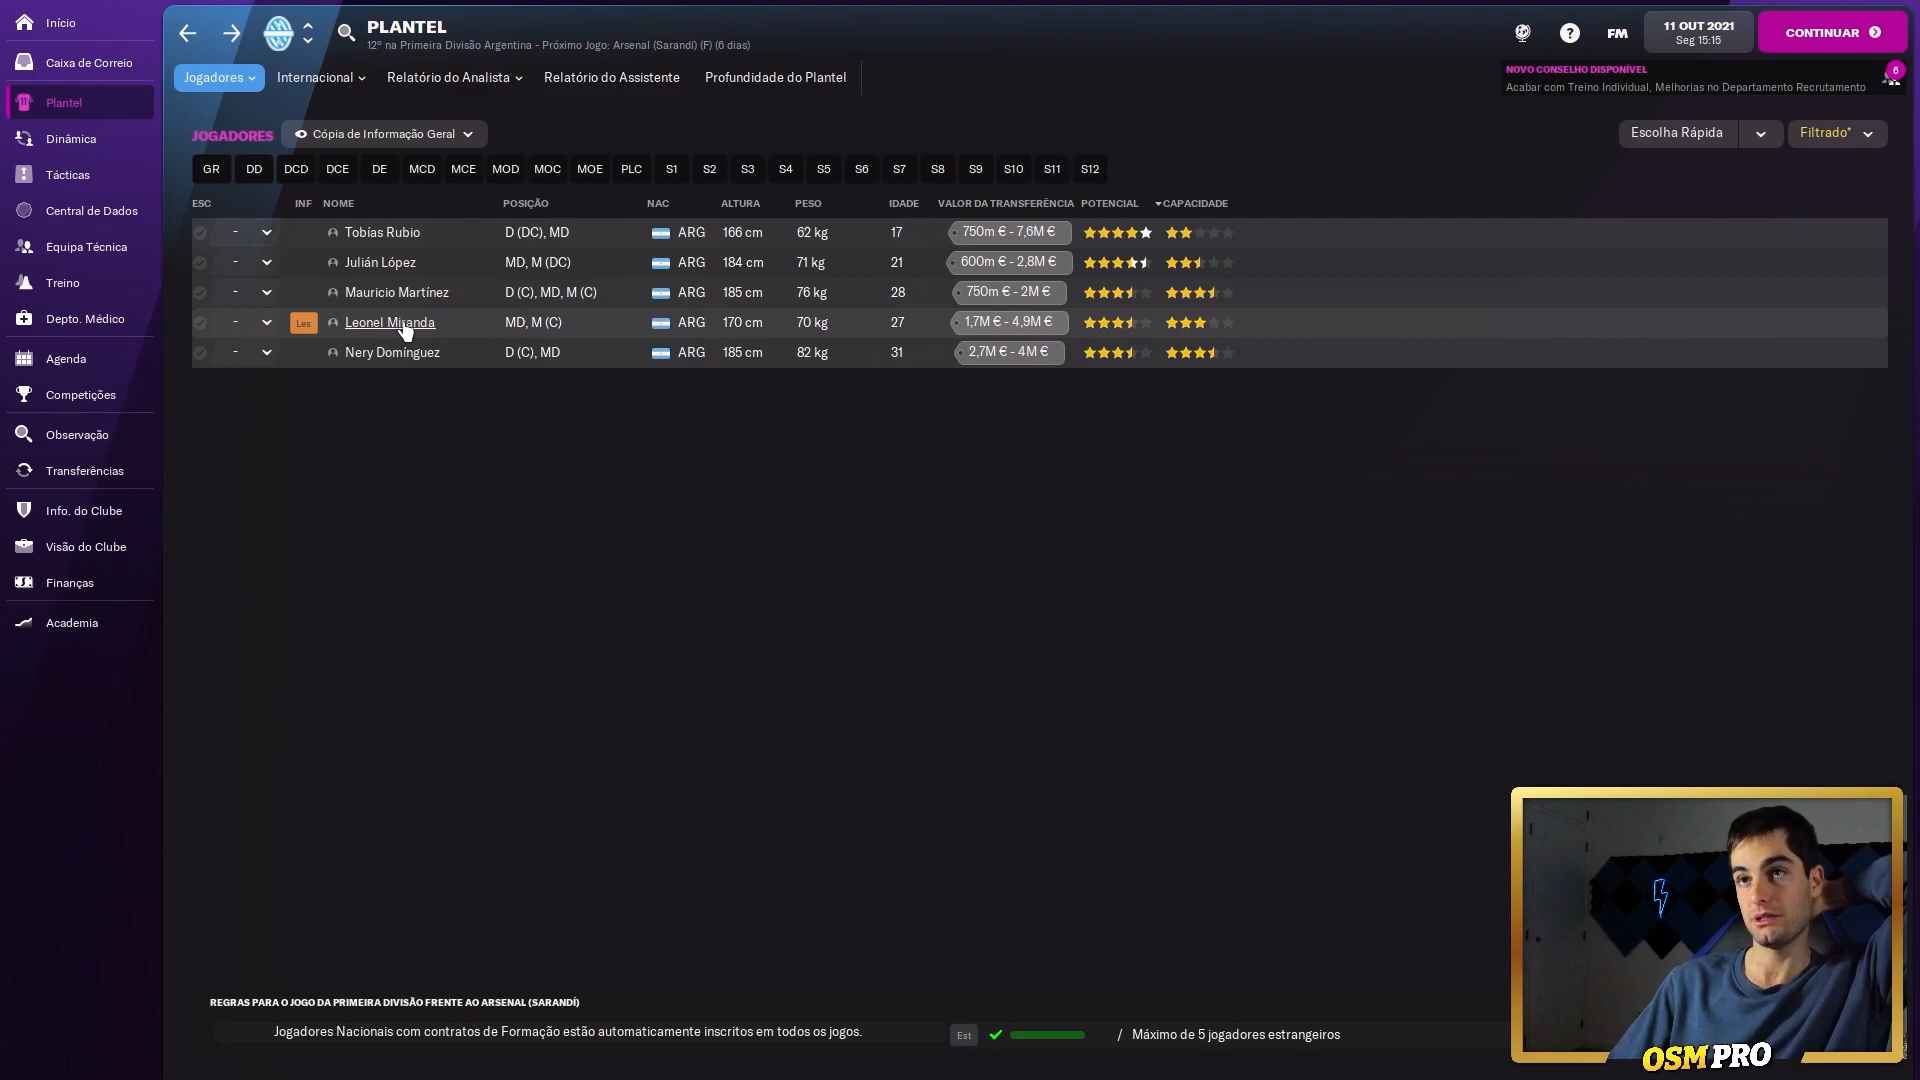 Início
Caixa de Correio
Plantel
Dinâmica
Tácticas
Central de Dados
Equipa Técnica
Treino
Depto. Médico
Agenda
Competições
Observação
Transferências
Info. do Clube
Visão do Clube
Finanças
Academia
PLANTEL
12º na Primeira Divisão Argentina - Próximo Jogo: Arsenal (Sarandí) (F) (6 dias)
FM
11 OUT 2021
Seg 15:15
CONTINUAR
Jogadores Internacional Relatório do Analista Relatório do Assistente Profundidade do Plantel
NOVO CONSELHO DISPONÍVEL
Acabar com Treino Individual, Melhorias no Departamento Recrutamento
6
JOGADORES Cópia de Informação Geral Escolha Rápida Filtrado*
GR DD DCD DCE DE MCD MCE MOD MOC MOE PLC S1 S2 S3 S4 S5 S6 S7 S8 S9 S10 S11 S12
ESC INF NOME POSIÇÃO NAC ALTURA PESO IDADE VALOR DA TRANSFERÊNCIA POTENCIAL CAPACIDADE
- Tobías Rubio D (DC), MD ARG 166 cm 62 kg 17 750m € - 7,6M €
- Julián López MD, M (DC) ARG 184 cm 71 kg 21 600m € - 2,8M €
- Mauricio Martínez D (C), MD, M (C) ARG 185 cm 76 kg 28 750m € - 2M €
- Les Leonel Miranda MD, M (C) ARG 170 cm 70 kg 27 1,7M € - 4,9M €
- Nery Domínguez D (C), MD ARG 185 cm 82 kg 31 2,7M € - 4M €
REGRAS PARA O JOGO DA PRIMEIRA DIVISÃO FRENTE AO ARSENAL (SARANDÍ)
Jogadores Nacionais com contratos de Formação estão automaticamente inscritos em todos os jogos. Est / Máximo de 5 jogadores estrangeiros
OSM PRO